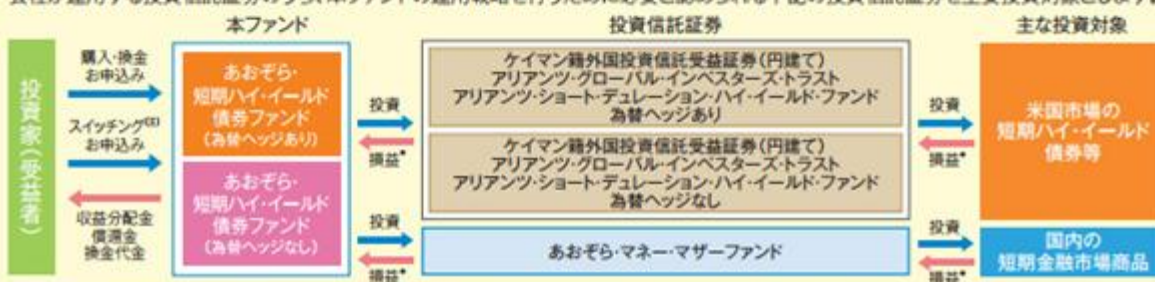 本ファンド
投資信託証券
主な投資対象
投資家(受益者)
購入・換金
お申込み
スイッチング(注)
お申込み
収益分配金
償還金
換金代金
あおぞら・
短期ハイ・イールド
債券ファンド
(為替ヘッジあり)
あおぞら・
短期ハイ・イールド
債券ファンド
(為替ヘッジなし)
投資
損益*
投資
損益*
ケイマン籍外国投資信託受益証券(円建て)
アリアンツ・グローバル・インベスターズ・トラスト
アリアンツ・ショート・デュレーション・ハイ・イールド・ファンド
為替ヘッジあり
ケイマン籍外国投資信託受益証券(円建て)
アリアンツ・グローバル・インベスターズ・トラスト
アリアンツ・ショート・デュレーション・ハイ・イールド・ファンド
為替ヘッジなし
あおぞら・マネー・マザーファンド
投資
損益*
投資
損益*
米国市場の
短期ハイ・イールド
債券等
国内の
短期金融市場商品